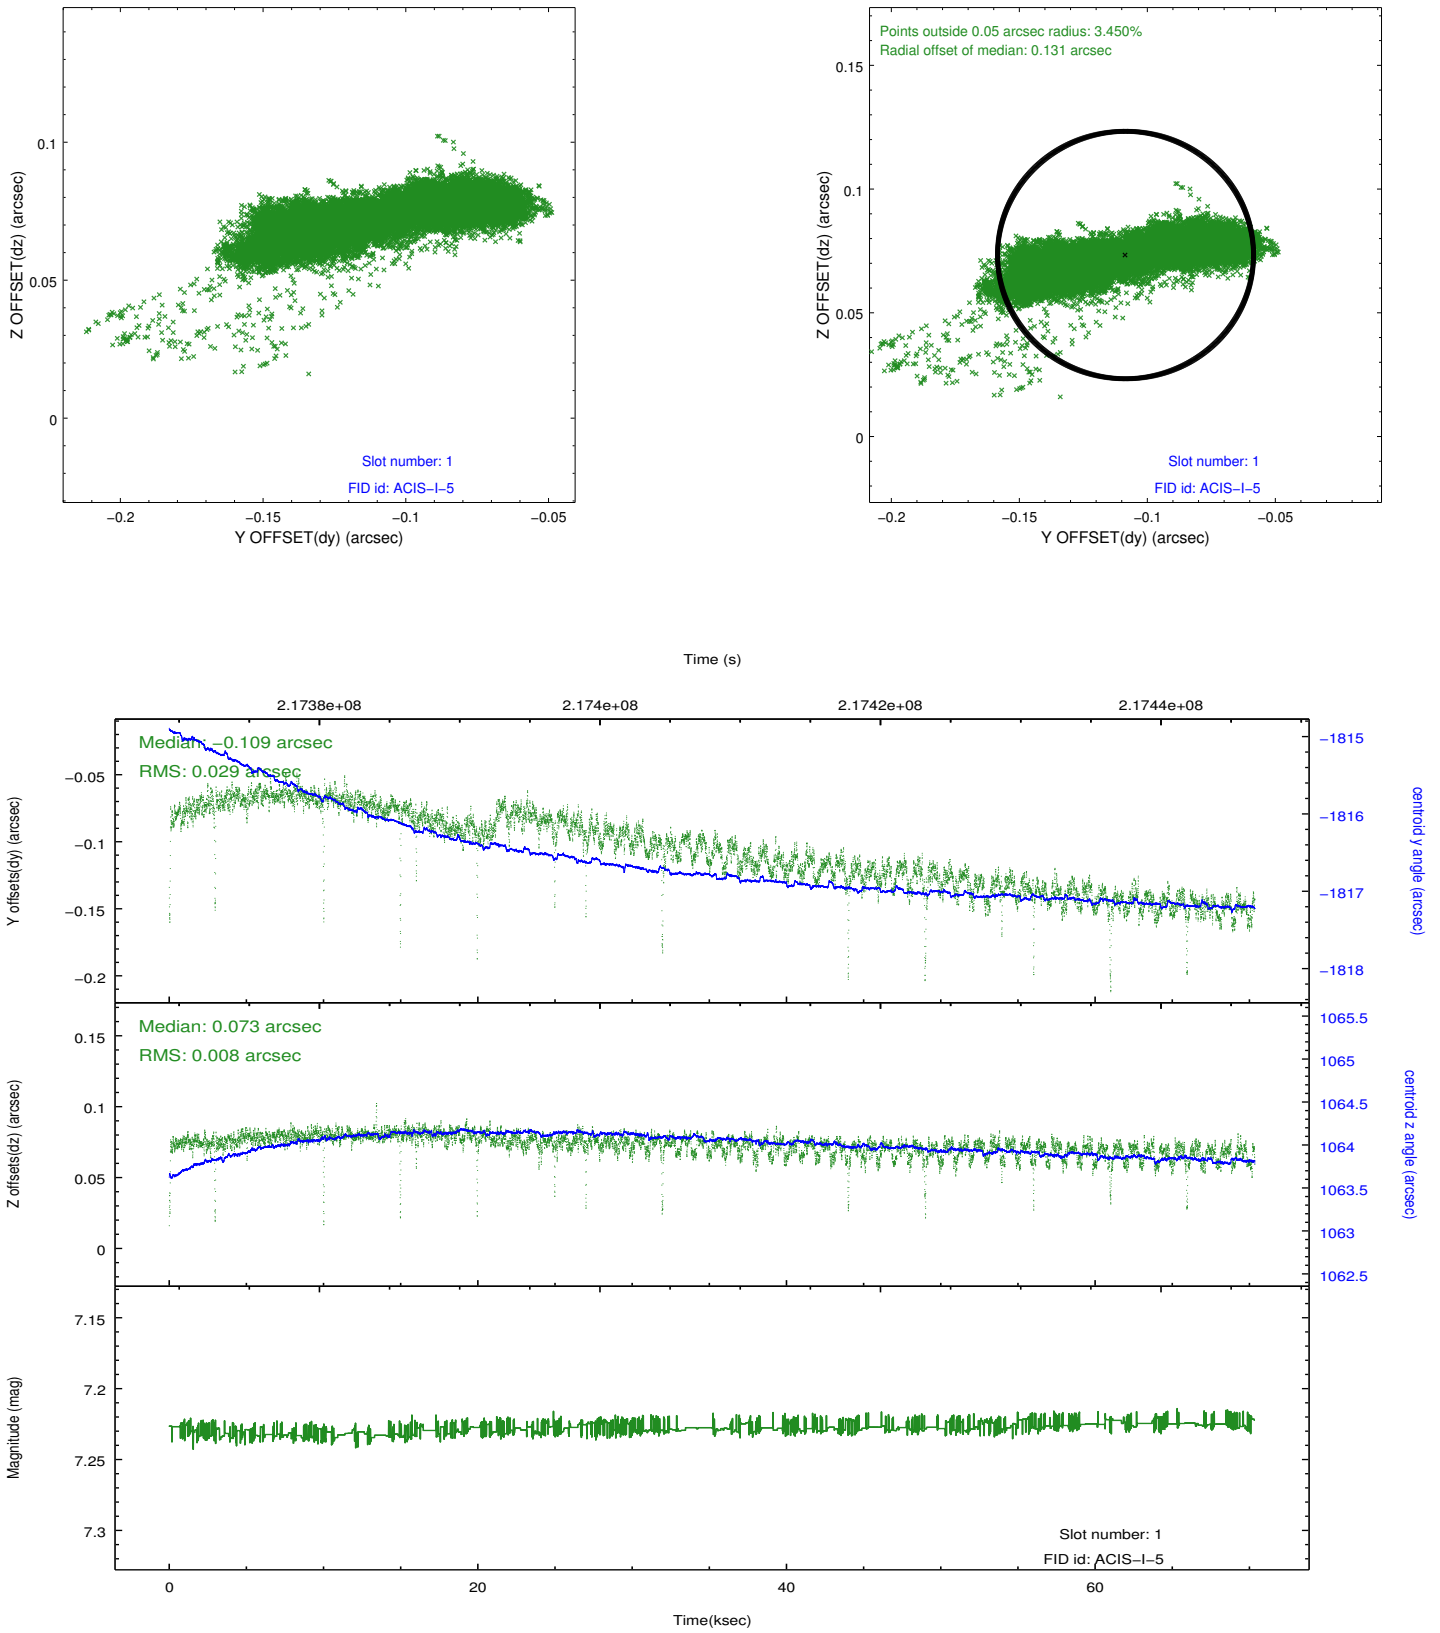 0.1
0.05
0
−0.2
−0.15
−0.1
−0.05
Z OFFSET(dz) (arcsec)
Y OFFSET(dy) (arcsec)
Slot number: 1
FID id: ACIS−I−5
Points outside 0.05 arcsec radius: 3.450%
Radial offset of median: 0.131 arcsec
0.15
0.1
0.05
0
−0.2
−0.15
−0.1
−0.05
Z OFFSET(dz) (arcsec)
Y OFFSET(dy) (arcsec)
Slot number: 1
FID id: ACIS−I−5
Time (s)
2.1738e+08
2.174e+08
2.1742e+08
2.1744e+08
Median: −0.109 arcsec
RMS: 0.029 arcsec
−0.05
−0.1
−0.15
−0.2
Y offsets(dy) (arcsec)
−1815
−1816
−1817
−1818
centroid y angle (arcsec)
Median: 0.073 arcsec
RMS: 0.008 arcsec
0.15
0.1
0.05
0
Z offsets(dz) (arcsec)
1065.5
1065
1064.5
1064
1063.5
1063
1062.5
centroid z angle (arcsec)
7.15
7.2
7.25
7.3
Magnitude (mag)
Slot number: 1
FID id: ACIS−I−5
0
20
40
60
Time(ksec)